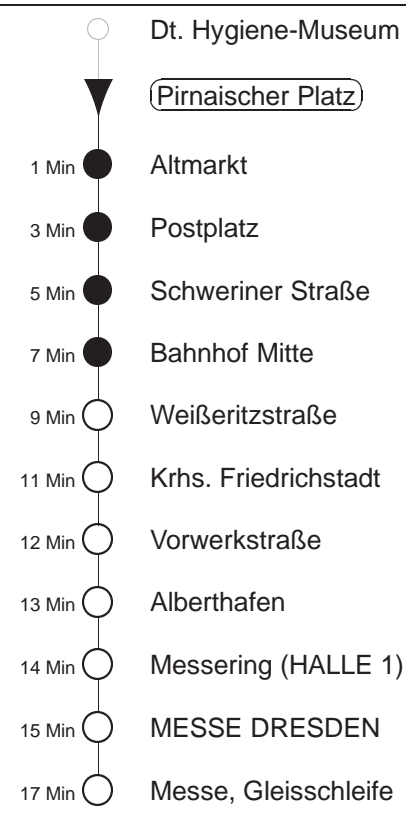 Dt. Hygiene-Museum
Pirnaischer Platz
1 Min Altmarkt
3 Min Postplatz
5 Min Schweriner Straße
7 Min Bahnhof Mitte
9 Min Weißeritzstraße
11 Min Krhs. Friedrichstadt
12 Min Vorwerkstraße
13 Min Alberthafen
14 Min Messering (HALLE 1)
15 Min MESSE DRESDEN
17 Min Messe, Gleisschleife